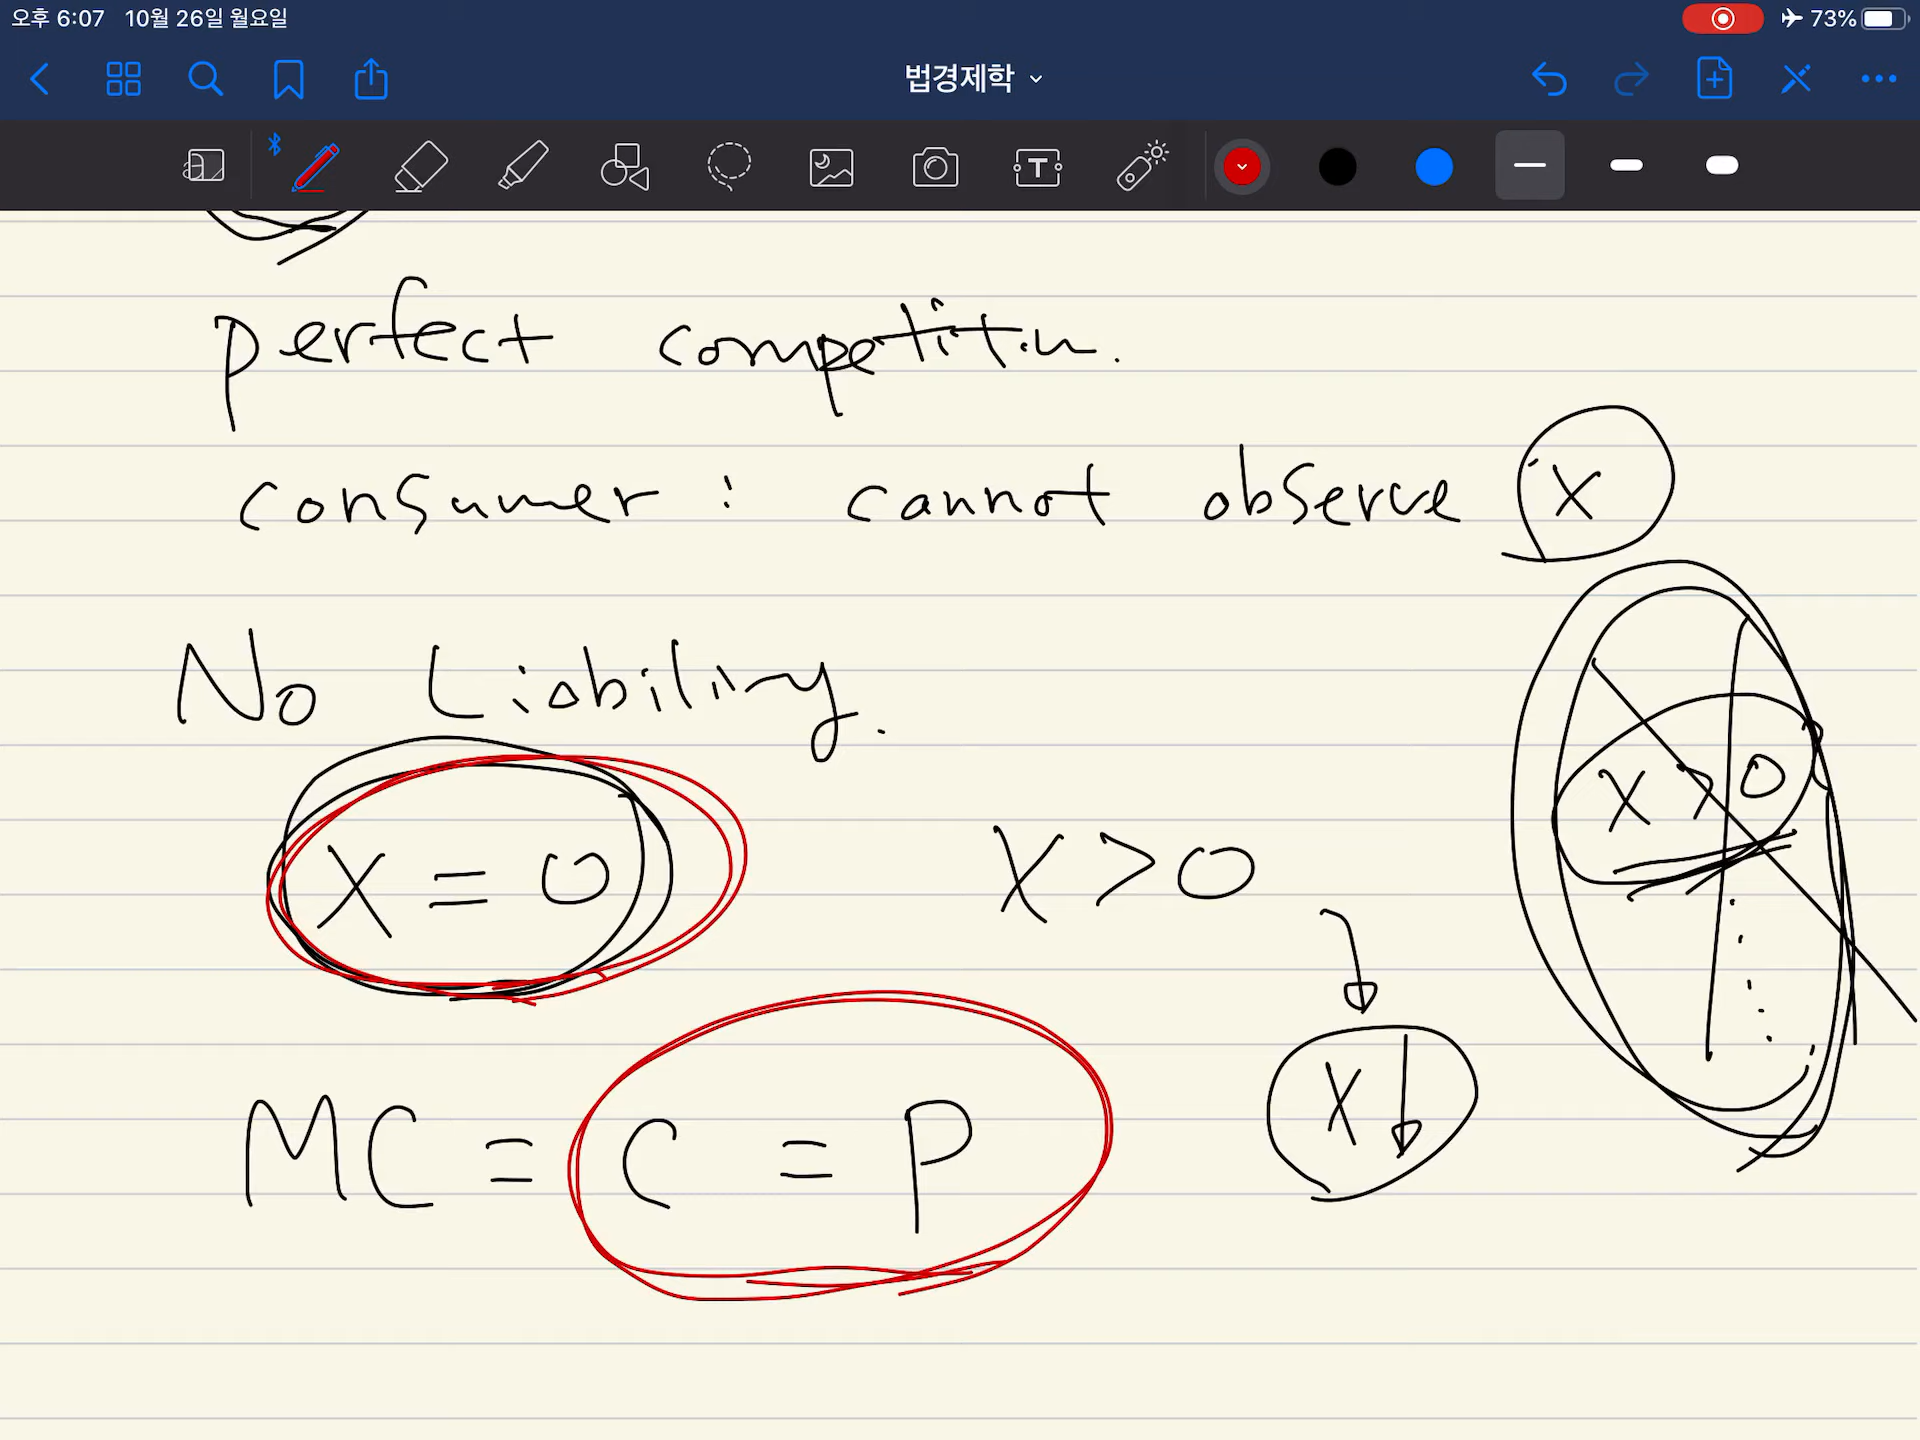 오후 6:07 10월 26일 월요일 73%
법경제학
perfect competition.
consumer : cannot observe x
No Liability.
x > 0
x = 0 x > 0
x ↓
MC = C = P